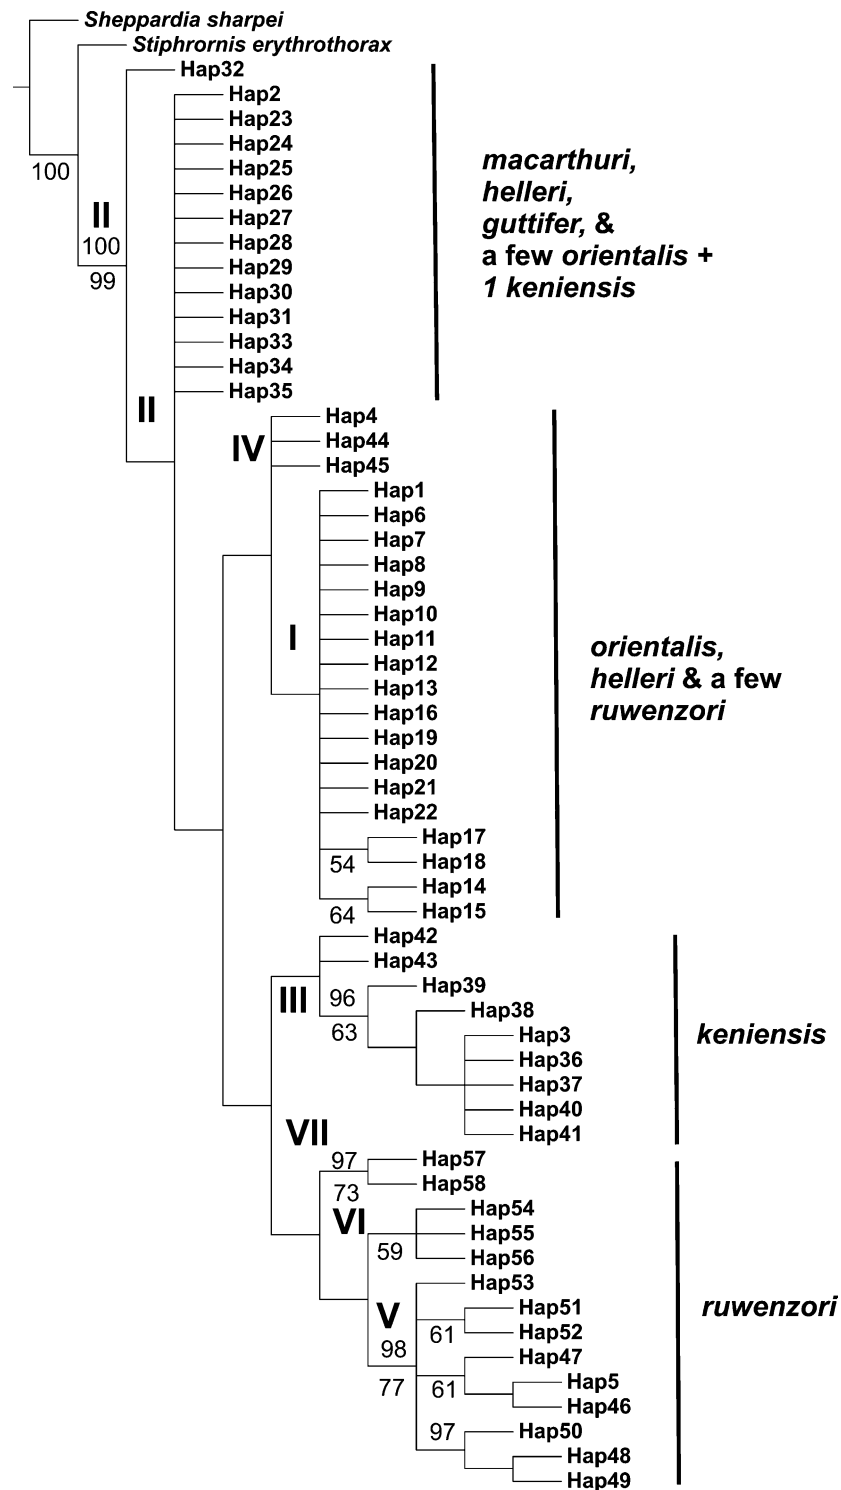 Sheppardia sharpei
Stiphrornis erythrothorax
Hap32
Hap2
Hap23
Hap24
Hap25
100
Hap26
II
Hap27
100
Hap28
99
Hap29
Hap30
Hap31
Hap33
Hap34
Hap35
macarthuri,
helleri,
guttifer, &
a few orientalis +
1 keniensis
II
Hap4
IV
Hap44
Hap45
Hap1
Hap6
Hap7
Hap8
Hap9
Hap10
I
Hap11
Hap12
Hap13
Hap16
Hap19
Hap20
Hap21
Hap22
Hap17
54
Hap18
Hap14
64
Hap15
orientalis,
helleri & a few
ruwenzori
Hap42
Hap43
Hap39
III
96
63
Hap38
Hap3
Hap36
Hap37
Hap40
Hap41
keniensis
VII
97
Hap57
73
Hap58
VI
Hap54
Hap55
59
Hap56
Hap53
V
Hap51
61
Hap52
98
Hap47
77
61
Hap5
Hap46
97
Hap50
Hap48
Hap49
ruwenzori